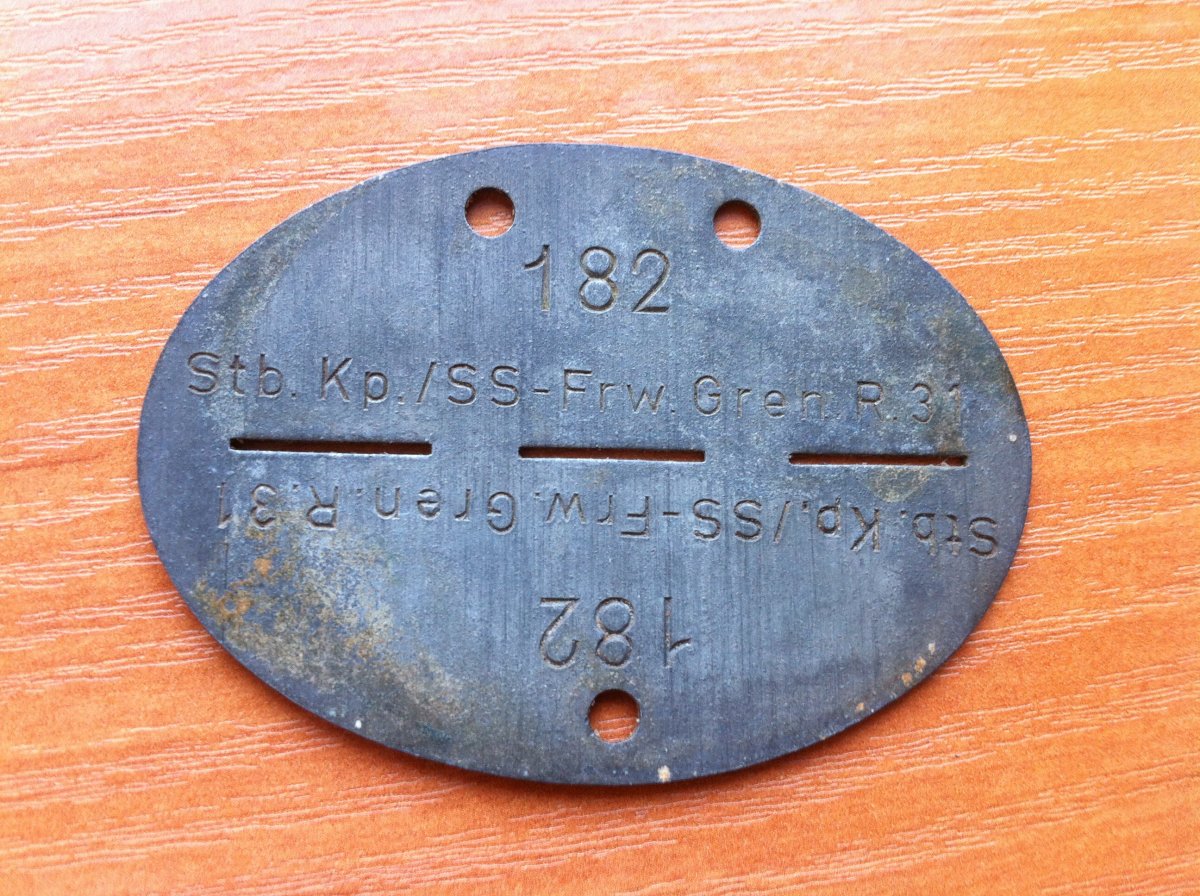 182
Stb. Kp./SS-Frw. Gren. R. 31
Stb. Kp./SS-Frw. Gren. R. 31
182